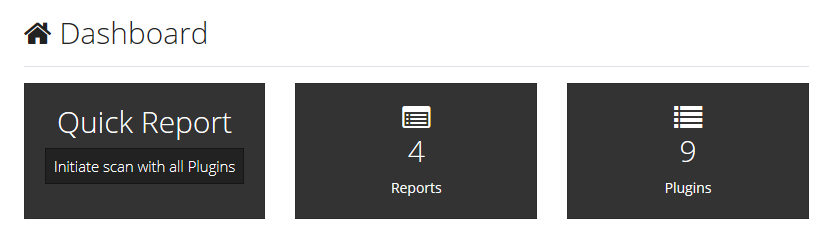 Dashboard
Quick Report
Initiate scan with all Plugins
4
Reports
9
Plugins